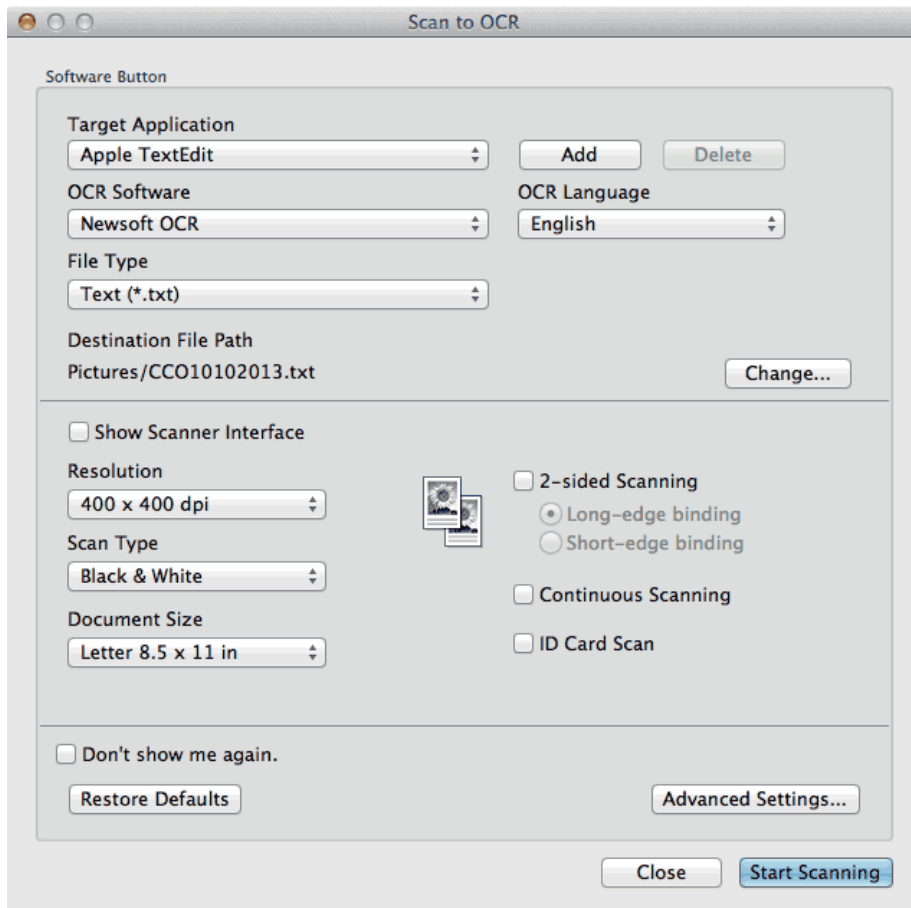 Scan to OCR
Software Button
Target Application
Apple TextEdit Add Delete
OCR Software OCR Language
Newsoft OCR English
File Type
Text (*.txt)
Destination File Path
Pictures/CCO10102013.txt Change...
Show Scanner Interface
Resolution
400 x 400 dpi
2-sided Scanning
Long-edge binding
Short-edge binding
Scan Type
Black & White
Continuous Scanning
Document Size
Letter 8.5 x 11 in
ID Card Scan
Don't show me again.
Restore Defaults Advanced Settings...
Close Start Scanning